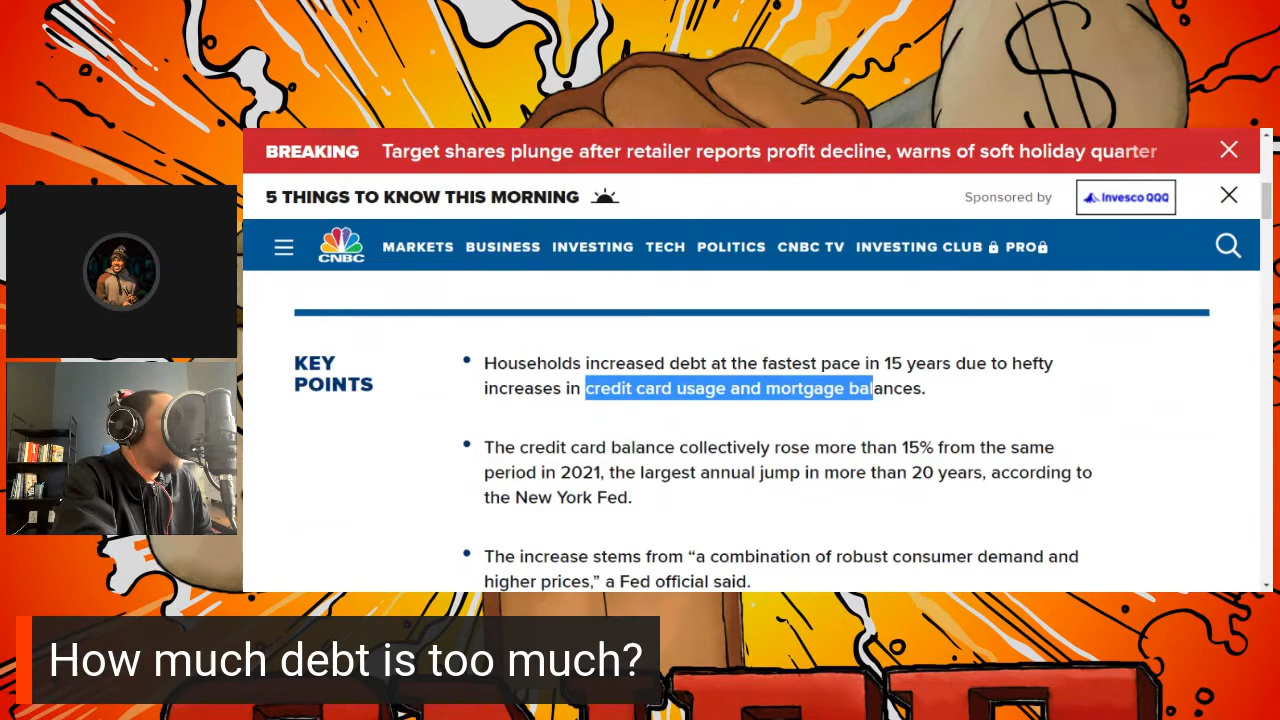 $
BREAKING Target shares plunge after retailer reports profit decline, warns of soft holiday quarter
5 THINGS TO KNOW THIS MORNING
Sponsored by
Invesco QQQ
CNBC
MARKETS BUSINESS INVESTING TECH POLITICS CNBC TV INVESTING CLUB PRO
KEY
POINTS
Households increased debt at the fastest pace in 15 years due to hefty
increases in credit card usage and mortgage balances.
The credit card balance collectively rose more than 15% from the same
period in 2021, the largest annual jump in more than 20 years, according to
the New York Fed.
The increase stems from “a combination of robust consumer demand and
higher prices,” a Fed official said.
How much debt is too much?